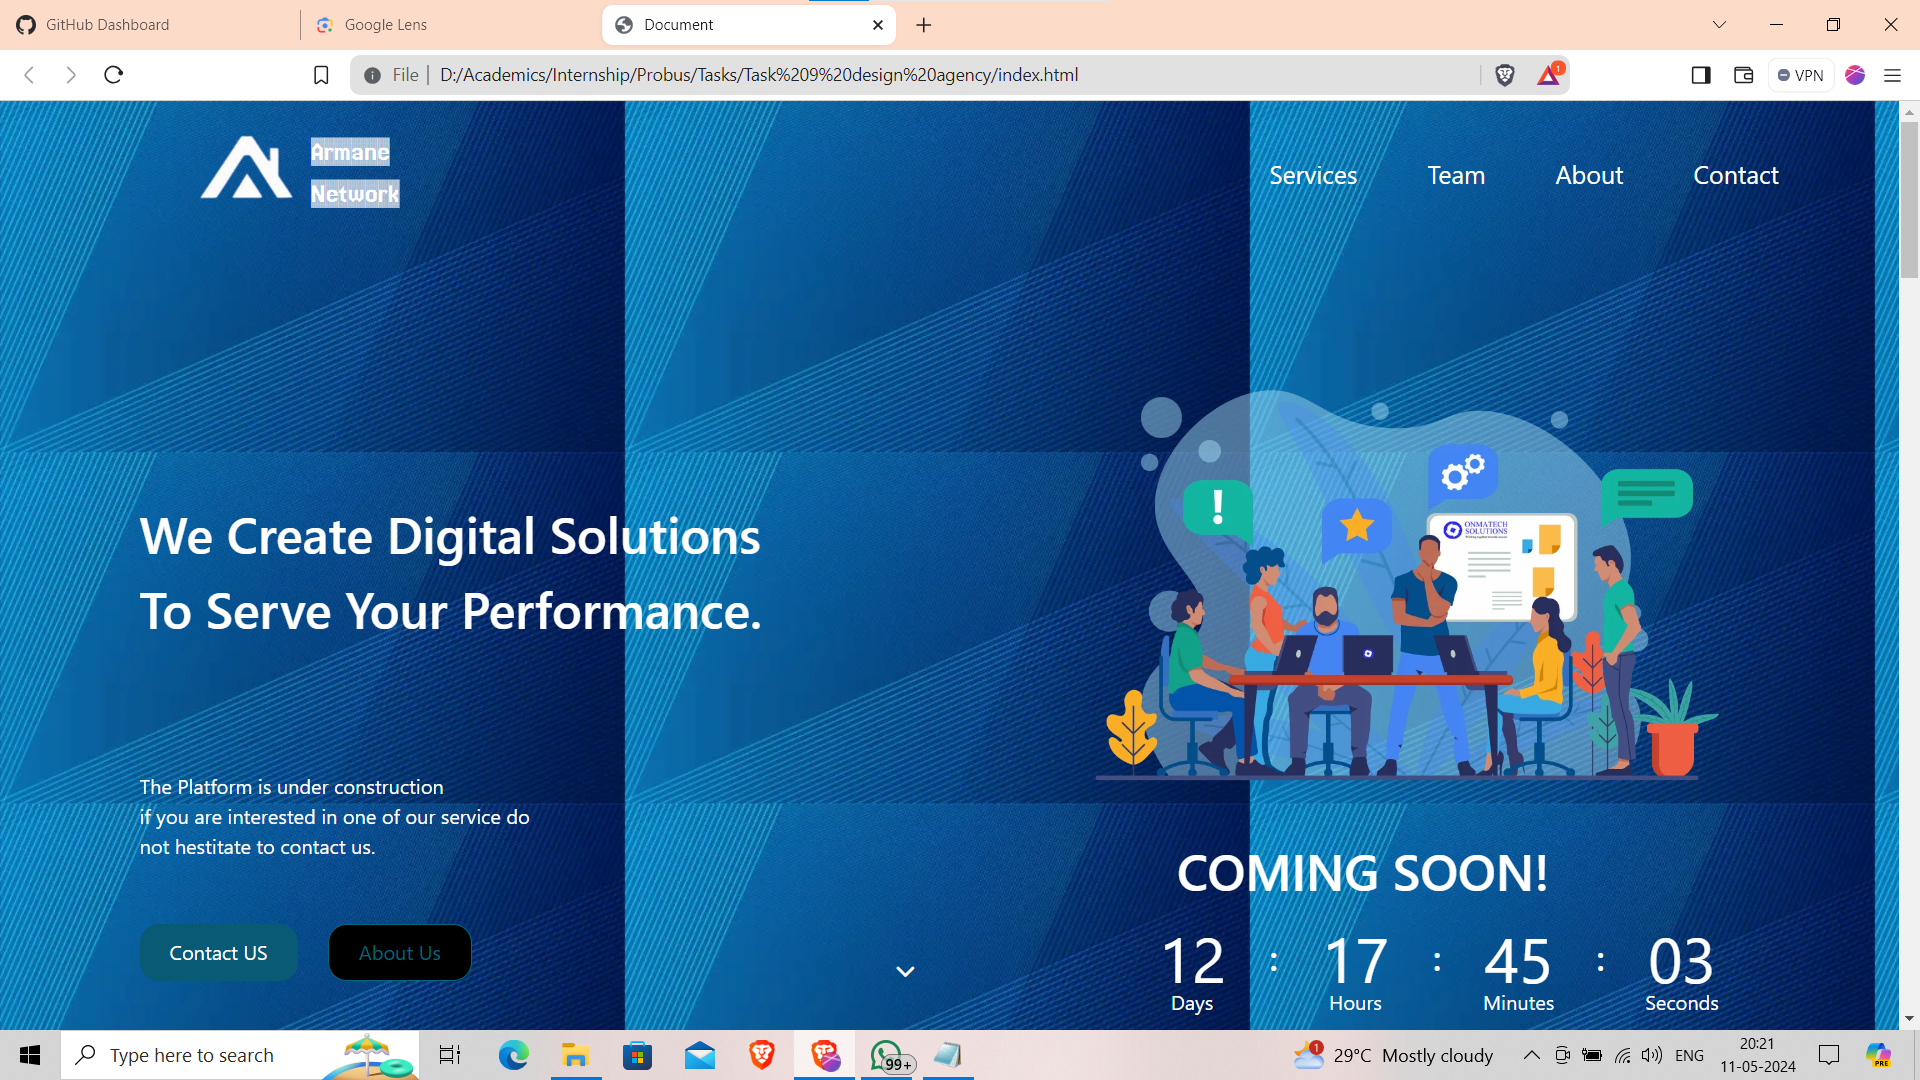 GitHub Dashboard
Google Lens
Document
File
D:/Academics/Internship/Probus/Tasks/Task%209%20design%20agency/index.html
1
VPN
Armane
Network
Services
Team
About
Contact
!
ONMATECH
SOLUTIONS
We Create Digital Solutions
To Serve Your Performance.
The Platform is under construction
if you are interested in one of our service do
not hestitate to contact us.
Contact US
About Us
COMING SOON!
12 : 17 : 45 : 03
Days Hours Minutes Seconds
Type here to search
99+
1
29°C Mostly cloudy
ENG
20:21
11-05-2024
PRE